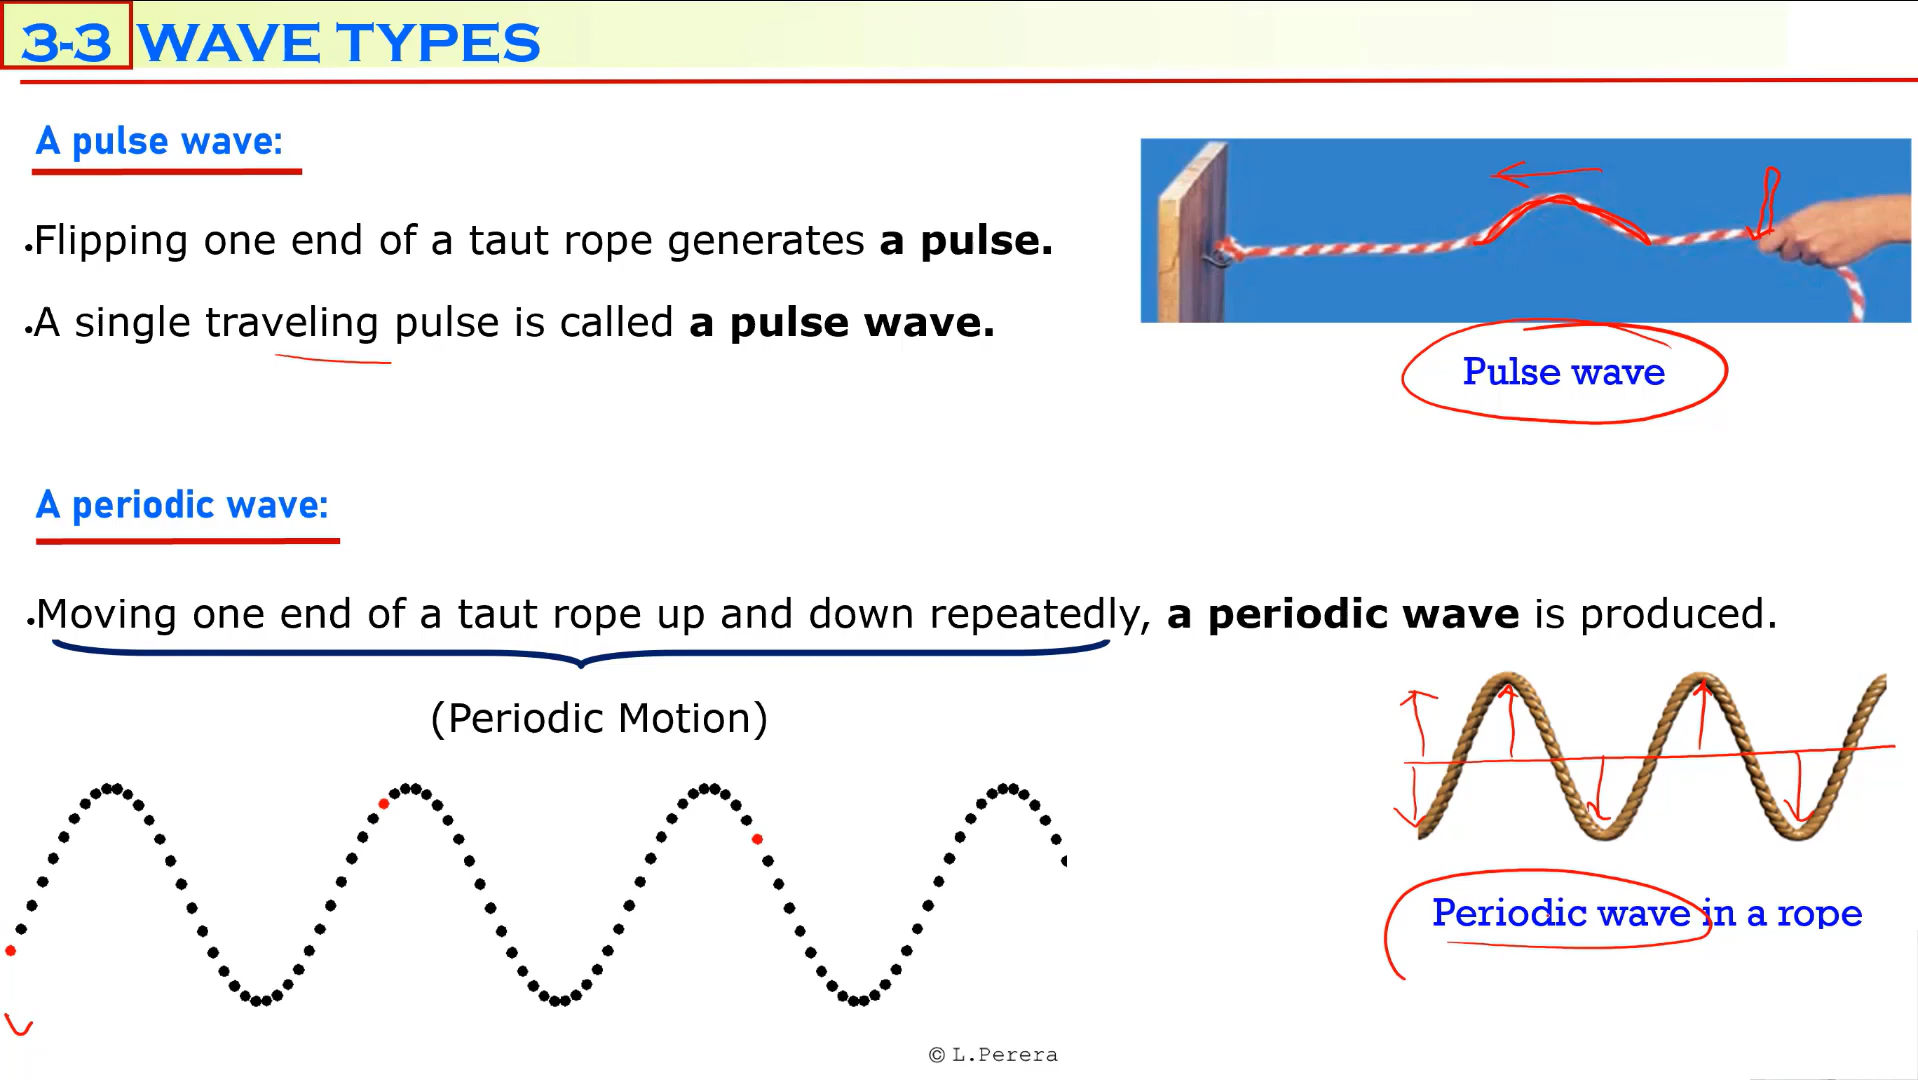 3-3 WAVE TYPES
A pulse wave:
•Flipping one end of a taut rope generates a pulse.
•A single traveling pulse is called a pulse wave.
Pulse wave
A periodic wave:
•Moving one end of a taut rope up and down repeatedly, a periodic wave is produced.
(Periodic Motion)
Periodic wave in a rope
© L.Perera